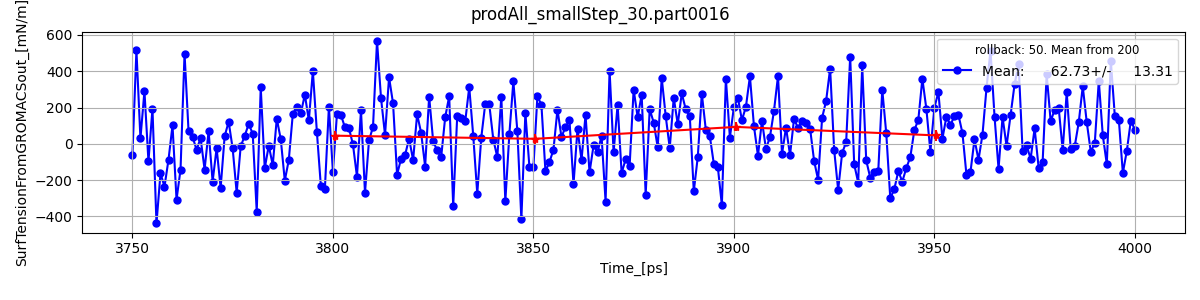 prodAll_smallStep_30.part0016
SurfTensionFromGROMACSout_[mN/m]
600
400
200
0
−200
−400
rollback: 50. Mean from 200
Mean: 62.73+/- 13.31
3750 3800 3850 3900 3950 4000
Time_[ps]